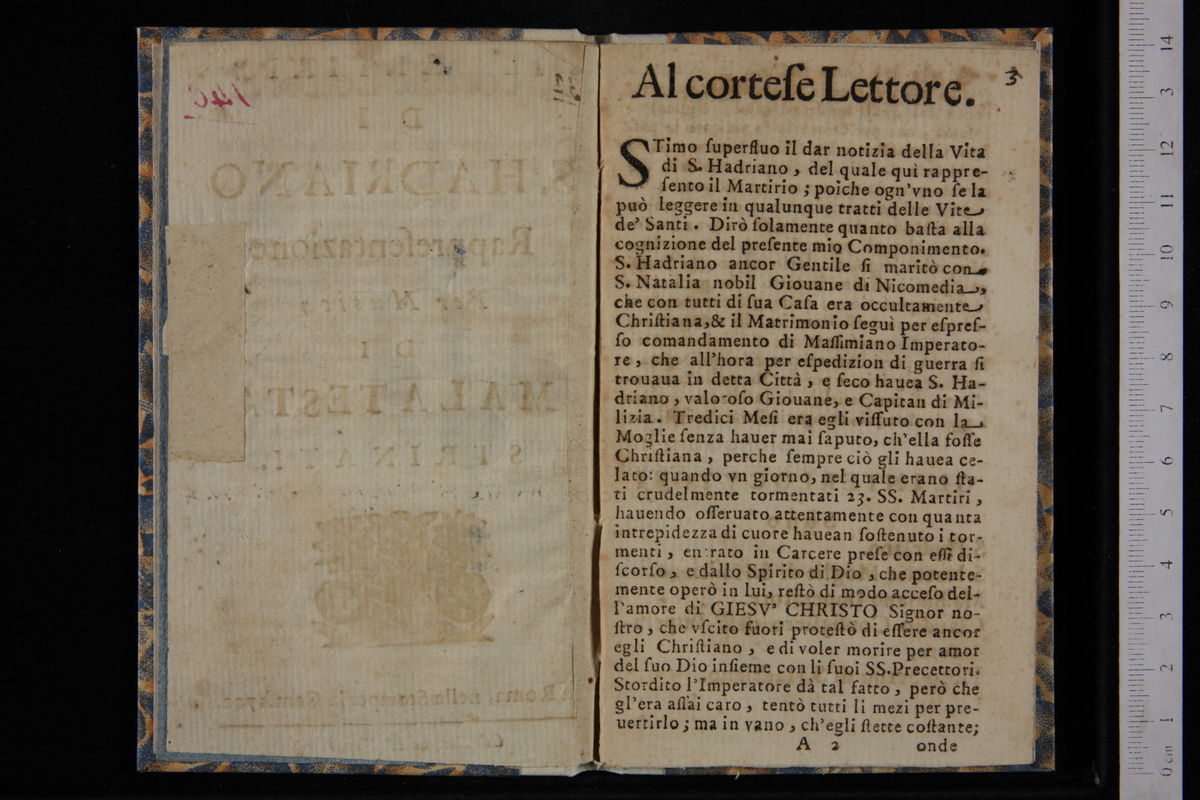 Al corteſe Lettore.
3
STimo ſuperfluo il dar notizia della Vita
di S. Hadriano, del quale quì rappre-
ſento il Martirio; poiche ogn'vno ſe la
può leggere in qualunque tratti delle Vite
de' Santi. Dirò ſolamente quanto baſta alla
cognizione del preſente mio Componimento.
S. Hadriano ancor Gentile ſi maritò con
S. Natalia nobil Giouane di Nicomedia,
che con tutti di ſua Caſa era occultamente
Chriſtiana, & il Matrimonio ſeguì per eſpreſ-
ſo comandamento di Maſſimiano Imperato-
re, che all'hora per eſpedizion di guerra ſi
trouaua in detta Città, e ſeco hauea S. Ha-
driano, valoroſo Giouane, e Capitan di Mi-
lizia. Tredici Meſi era egli viſſuto con la
Moglie ſenza hauer mai ſaputo, ch'ella foſſe
Chriſtiana, perche ſempre ciò gli hauea ce-
lato: quando vn giorno, nel quale erano ſta-
ti crudelmente tormentati 23. SS. Martiri,
hauendo oſſeruato attentamente con quanta
intrepidezza di cuore hauean ſoſtenuto i tor-
menti, entrato in Carcere preſe con eſſi di-
ſcorſo, e dallo Spirito di Dio, che potente-
mente operò in lui, reſtò di modo acceſo del-
l'amore di GIESV' CHRISTO Signor no-
ſtro, che vſcito fuori proteſtò di eſſere ancor
egli Chriſtiano, e di voler morire per amor
del ſuo Dio inſieme con li ſuoi SS. Precettori.
Stordito l'Imperatore dà tal fatto, però che
gl'era aſſai caro, tentò tutti li mezi per pre-
uertirlo; ma in vano, ch'egli ſtette coſtante;
A 2 onde